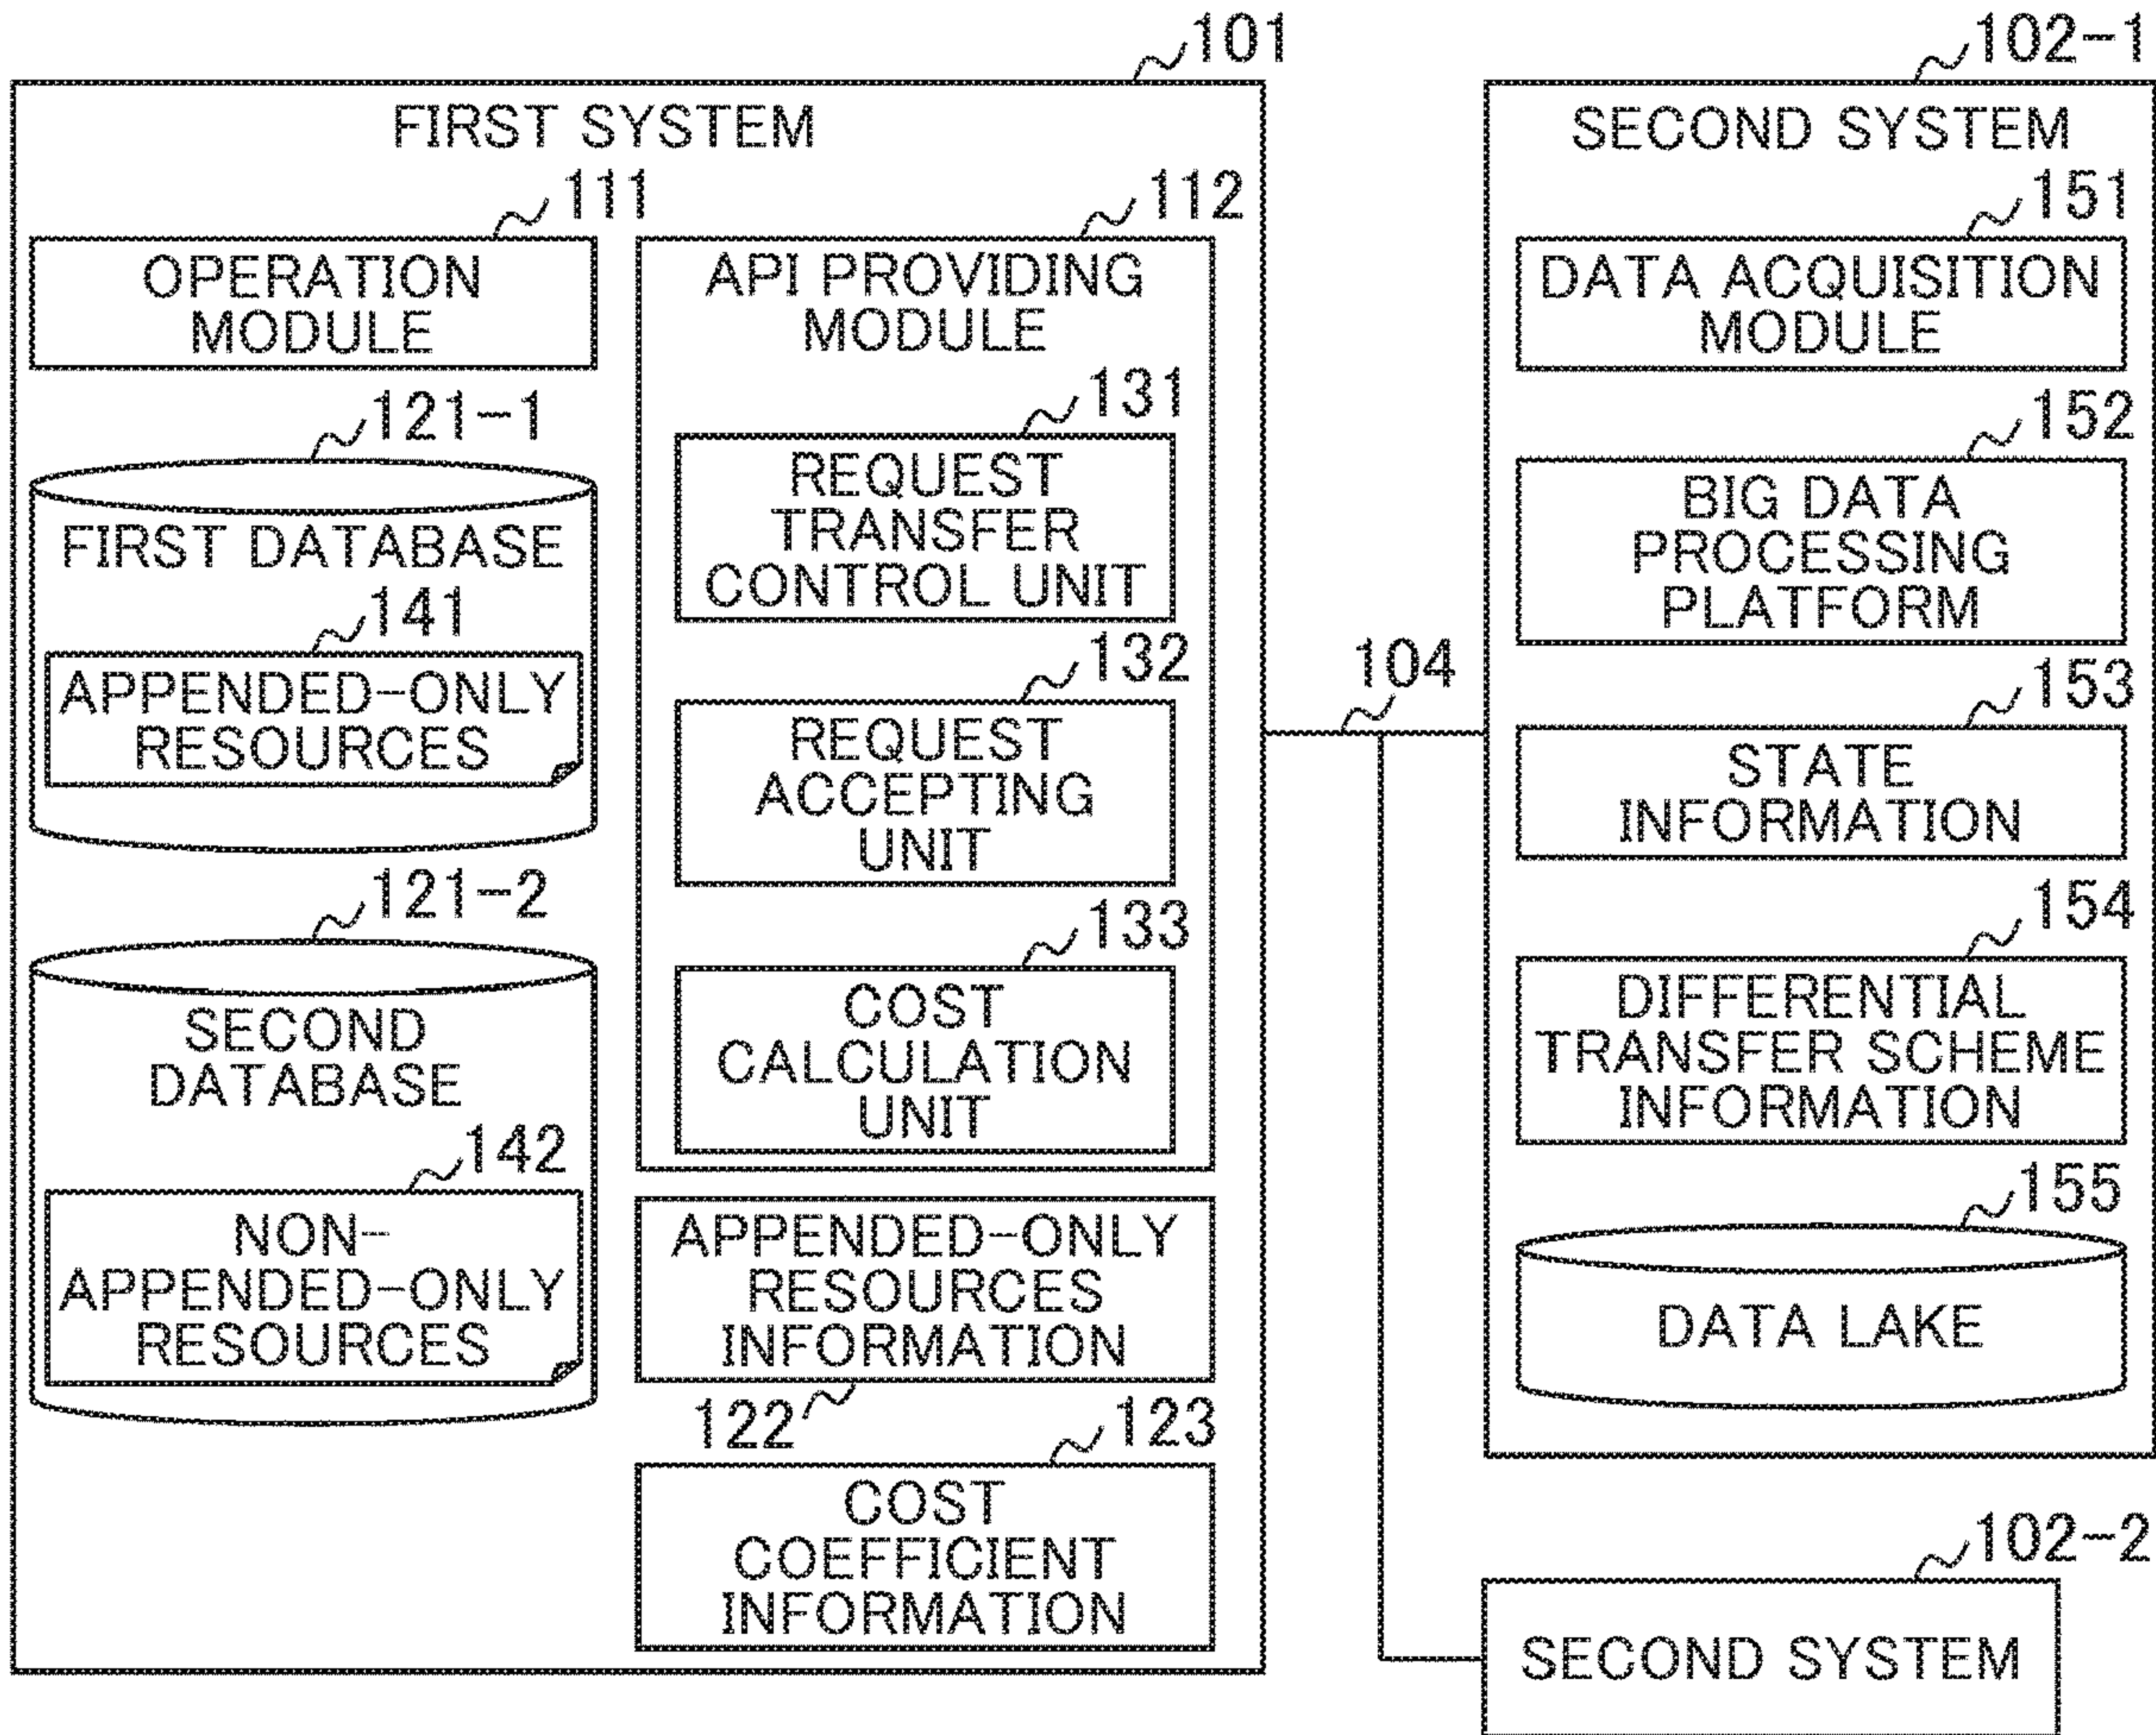 101
FIRST SYSTEM
111
OPERATION
MODULE
121-1
FIRST DATABASE
141
APPENDED-ONLY
RESOURCES
121-2
SECOND
DATABASE
142
NON-
APPENDED-ONLY
RESOURCES
112
API PROVIDING
MODULE
131
REQUEST
TRANSFER
CONTROL UNIT
132
REQUEST
ACCEPTING
UNIT
133
COST
CALCULATION
UNIT
APPENDED-ONLY
RESOURCES
INFORMATION
122
123
COST
COEFFICIENT
INFORMATION
104
102-1
SECOND SYSTEM
151
DATA ACQUISITION
MODULE
152
BIG DATA
PROCESSING
PLATFORM
153
STATE
INFORMATION
154
DIFFERENTIAL
TRANSFER SCHEME
INFORMATION
155
DATA LAKE
102-2
SECOND SYSTEM